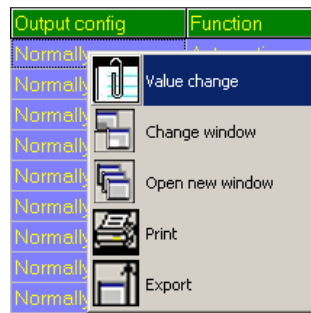 Output config Function
Normally
Normally
Normally
Normally
Normally
Normally
Normally
Normally
Normally
Value change
Change window
Open new window
Print
Export